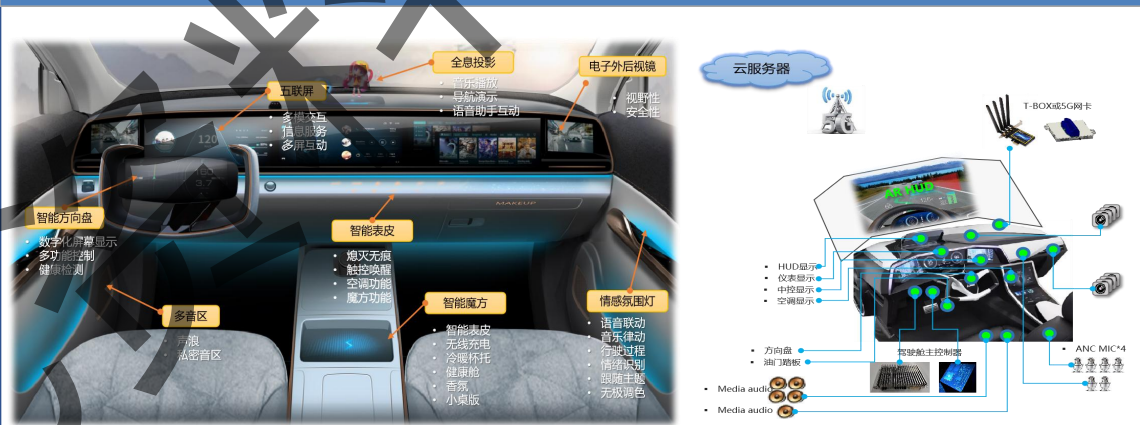 全息投影
• 音乐播放
• 导航演示
• 语音助手互动
电子外后视镜
• 视野性
• 安全性
五联屏
• 多模交互
• 信息服务
• 多屏互动
智能方向盘
• 数字化屏幕显示
• 多功能控制
• 健康检测
智能表皮
• 熄灭无痕
• 触控唤醒
• 空调功能
• 魔方功能
MAKEUP
多音区
• 声浪
• 私密音区
智能魔方
• 智能表皮
• 无线充电
• 冷暖杯托
• 健康舱
• 香氛
• 小桌版
情感氛围灯
• 语音联动
• 音乐律动
• 行驶过程
• 情绪识别
• 跟随主题
• 无极调色
120
云服务器
5G
T-BOX或5G网卡
AR HUD
• HUD显示
• 仪表显示
• 中控显示
• 空调显示
• 方向盘
• 油门踏板
驾驶舱主控制器
• ANC MIC*4
• Media audio
• Media audio